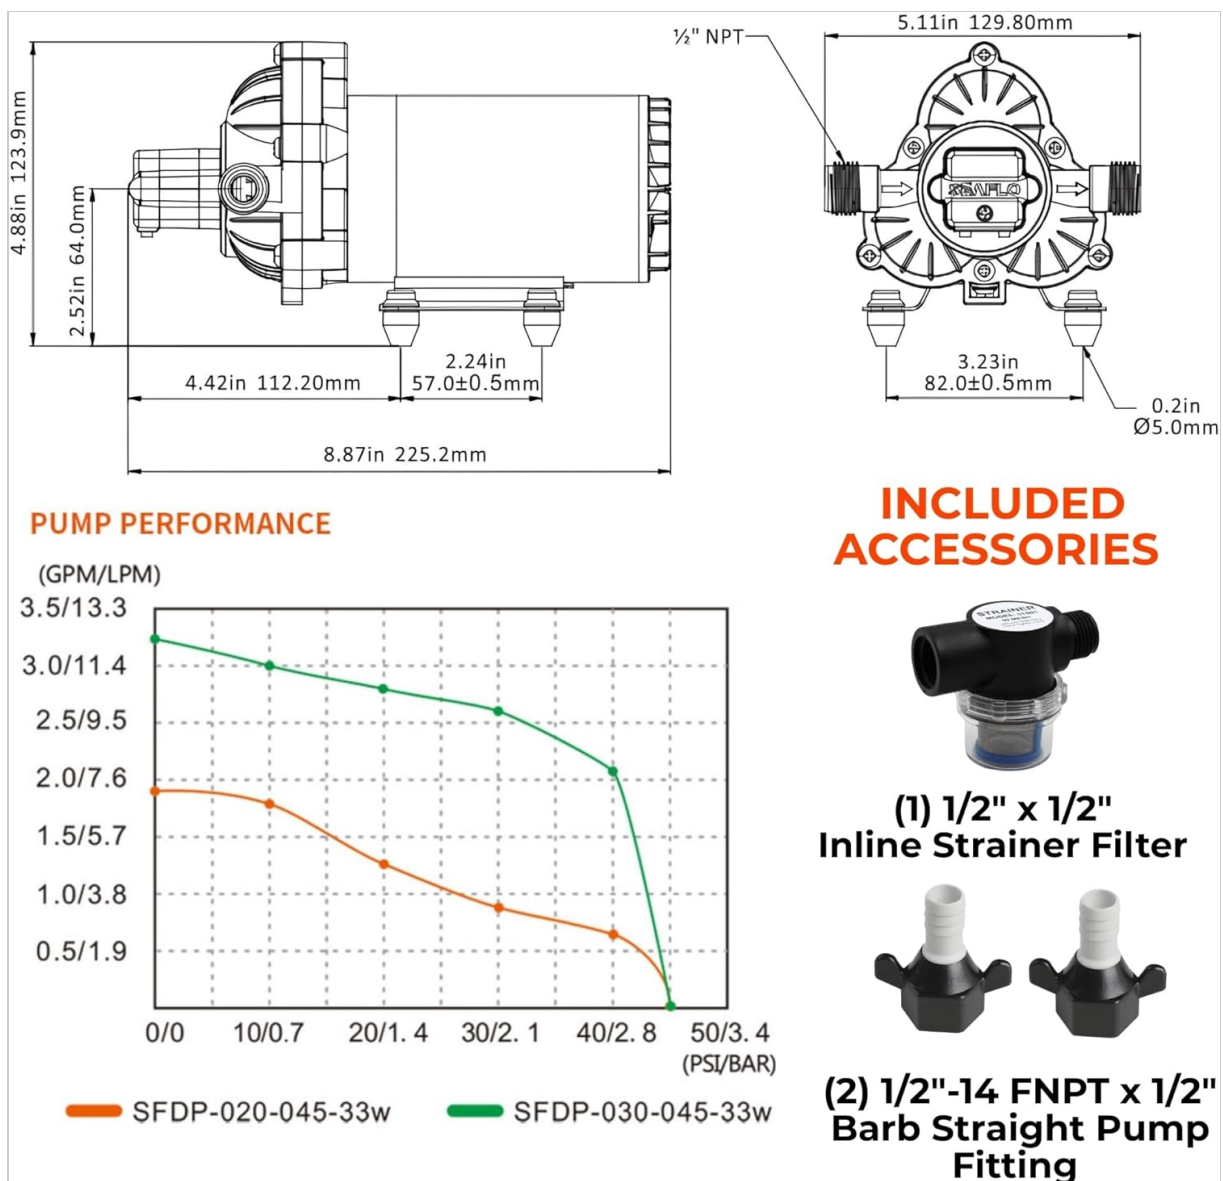 4.88in 123.9mm
2.52in 64.0mm
4.42in 112.20mm
2.24in
57.0±0.5mm
8.87in 225.2mm
½" NPT
5.11in 129.80mm
SEAFLO
3.23in
82.0±0.5mm
0.2in
Ø5.0mm
PUMP PERFORMANCE
(GPM/LPM)
3.5/13.3
3.0/11.4
2.5/9.5
2.0/7.6
1.5/5.7
1.0/3.8
0.5/1.9
0/0 10/0.7 20/1.4 30/2.1 40/2.8 50/3.4
(PSI/BAR)
SFDP-020-045-33w SFDP-030-045-33w
INCLUDED
ACCESSORIES
STRAINER
(1) 1/2" x 1/2"
Inline Strainer Filter
(2) 1/2"-14 FNPT x 1/2"
Barb Straight Pump
Fitting